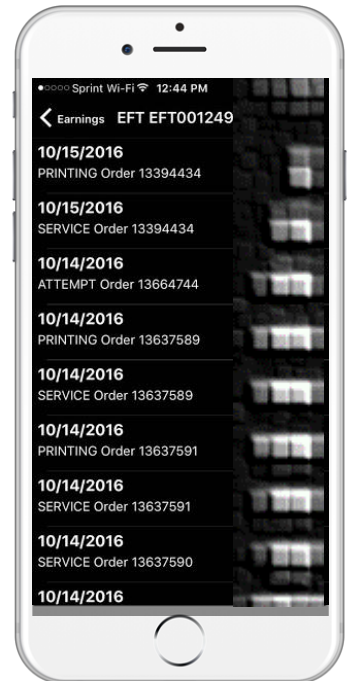 Sprint Wi-Fi 12:44 PM
Earnings EFT EFT001249
10/15/2016
PRINTING Order 13394434
10/15/2016
SERVICE Order 13394434
10/14/2016
ATTEMPT Order 13664744
10/14/2016
PRINTING Order 13637589
10/14/2016
SERVICE Order 13637589
10/14/2016
PRINTING Order 13637591
10/14/2016
SERVICE Order 13637591
10/14/2016
SERVICE Order 13637590
10/14/2016